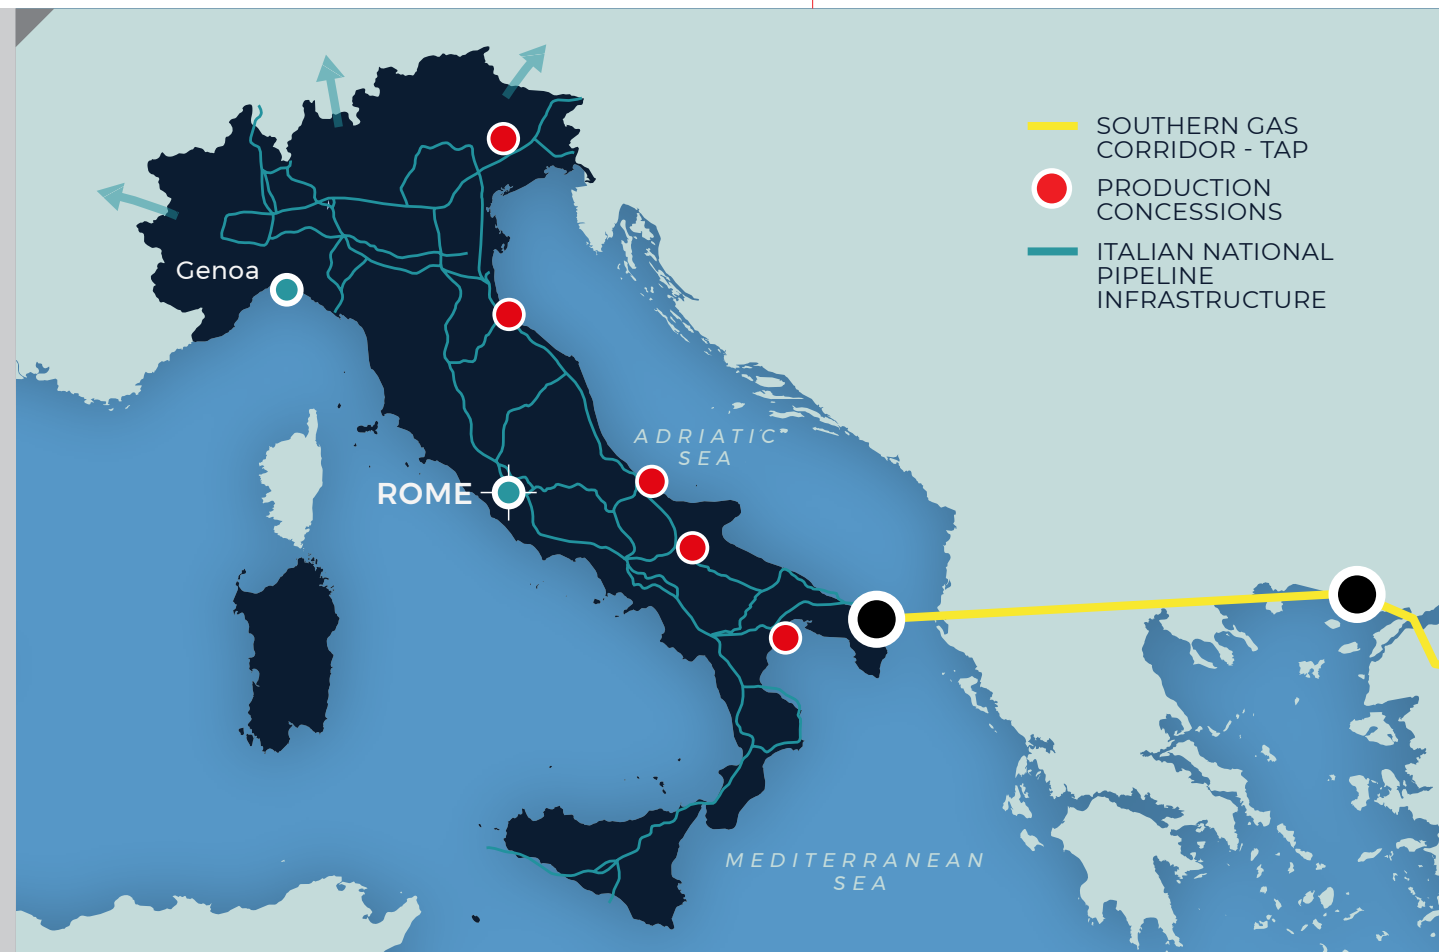 SOUTHERN GAS
CORRIDOR - TAP
PRODUCTION
CONCESSIONS
ITALIAN NATIONAL
PIPELINE
INFRASTRUCTURE
Genoa
ADRIATIC
SEA
ROME
MEDITERRANEAN
SEA